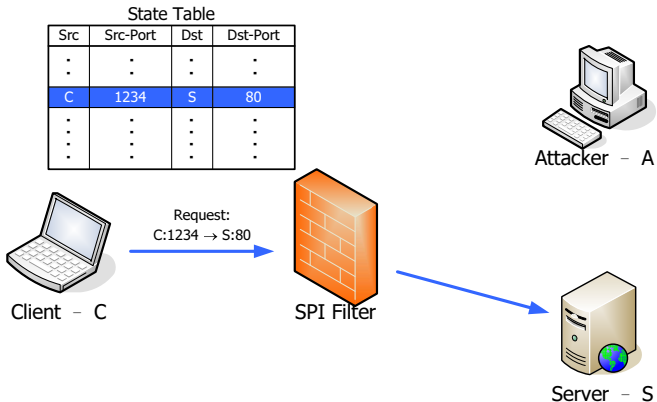 State Table
Src Src-Port Dst Dst-Port
: : : :
C 1234 S 80
: : : :
: : : :
Attacker – A
Request:
C:1234 → S:80
Client – C
SPI Filter
Server – S